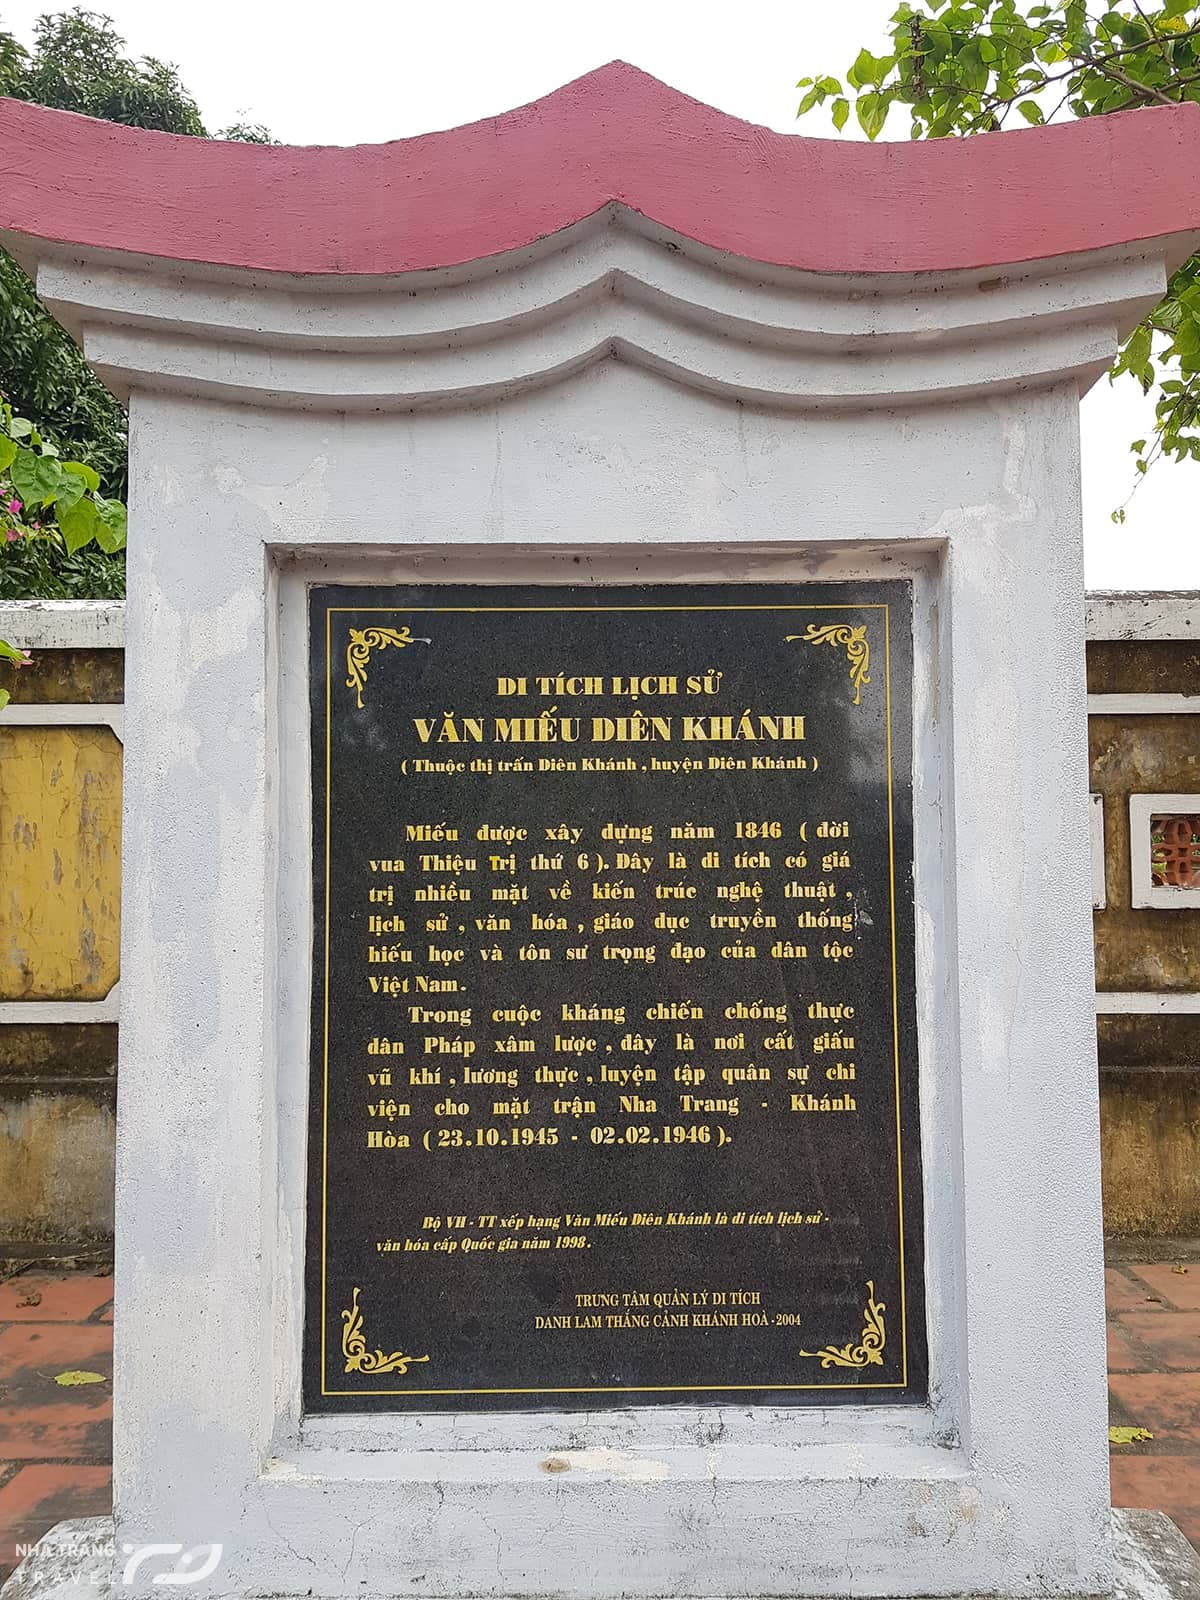 DI TÍCH LỊCH SỬ
VĂN MIẾU DIÊN KHÁNH
( Thuộc thị trấn Diên Khánh , huyện Diên Khánh )
Miếu được xây dựng năm 1846 ( đời
vua Thiệu Trị thứ 6 ). Đây là di tích có giá
trị nhiều mặt về kiến trúc nghệ thuật ,
lịch sử , văn hóa , giáo dục truyền thống
hiếu học và tôn sư trọng đạo của dân tộc
Việt Nam.
Trong cuộc kháng chiến chống thực
dân Pháp xâm lược , đây là nơi cất giấu
vũ khí , lương thực , luyện tập quân sự chi
viện cho mặt trận Nha Trang - Khánh
Hòa ( 23.10.1945 - 02.02.1946 ).
Bộ VH - TT xếp hạng Văn Miếu Diên Khánh là di tích lịch sử -
văn hóa cấp Quốc gia năm 1998 .
TRUNG TÂM QUẢN LÝ DI TÍCH
DANH LAM THẮNG CẢNH KHÁNH HOÀ - 2004
NHA TRANG
TRAVEL